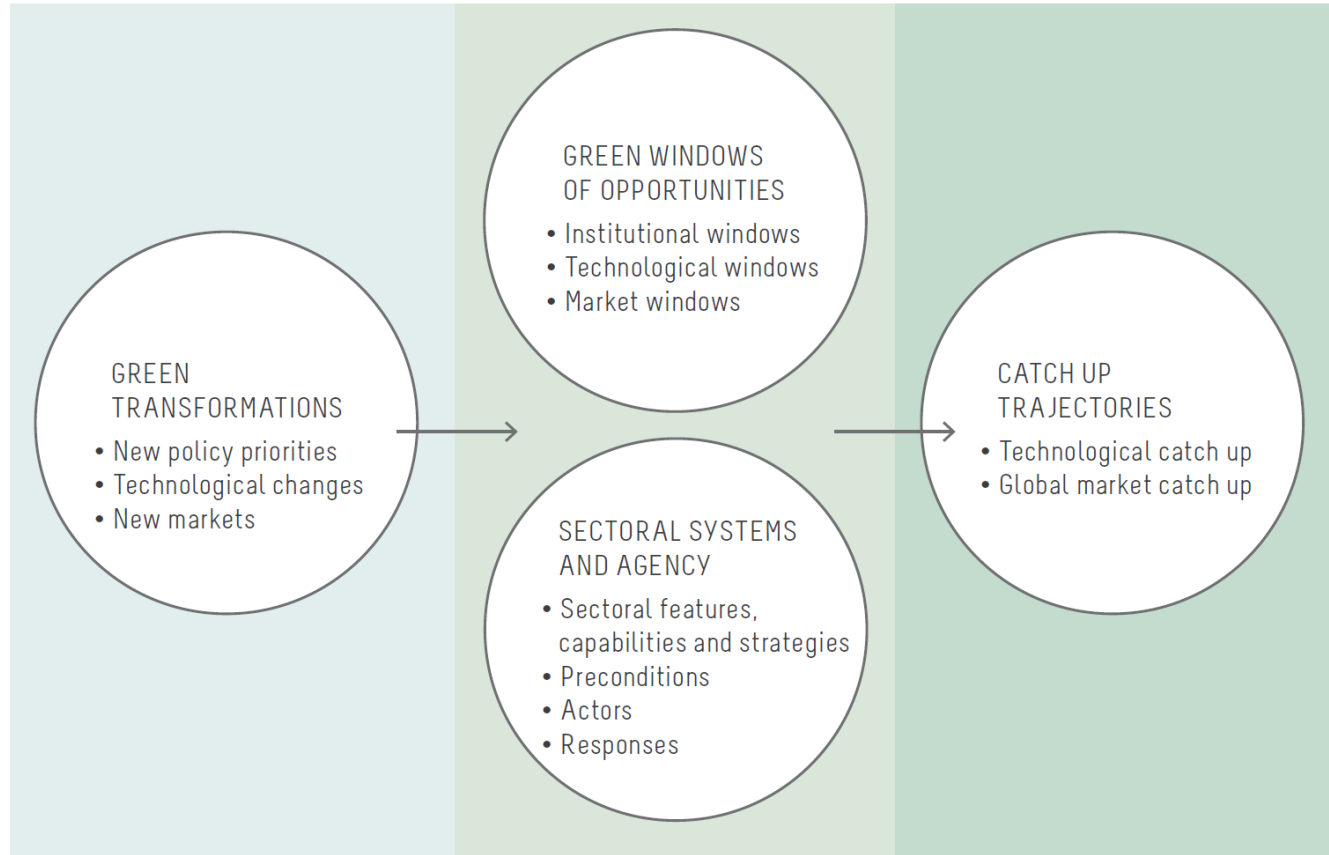 GREEN
TRANSFORMATIONS
• New policy priorities
• Technological changes
• New markets
GREEN WINDOWS
OF OPPORTUNITIES
• Institutional windows
• Technological windows
• Market windows
SECTORAL SYSTEMS
AND AGENCY
• Sectoral features,
capabilities and strategies
• Preconditions
• Actors
• Responses
CATCH UP
TRAJECTORIES
• Technological catch up
• Global market catch up